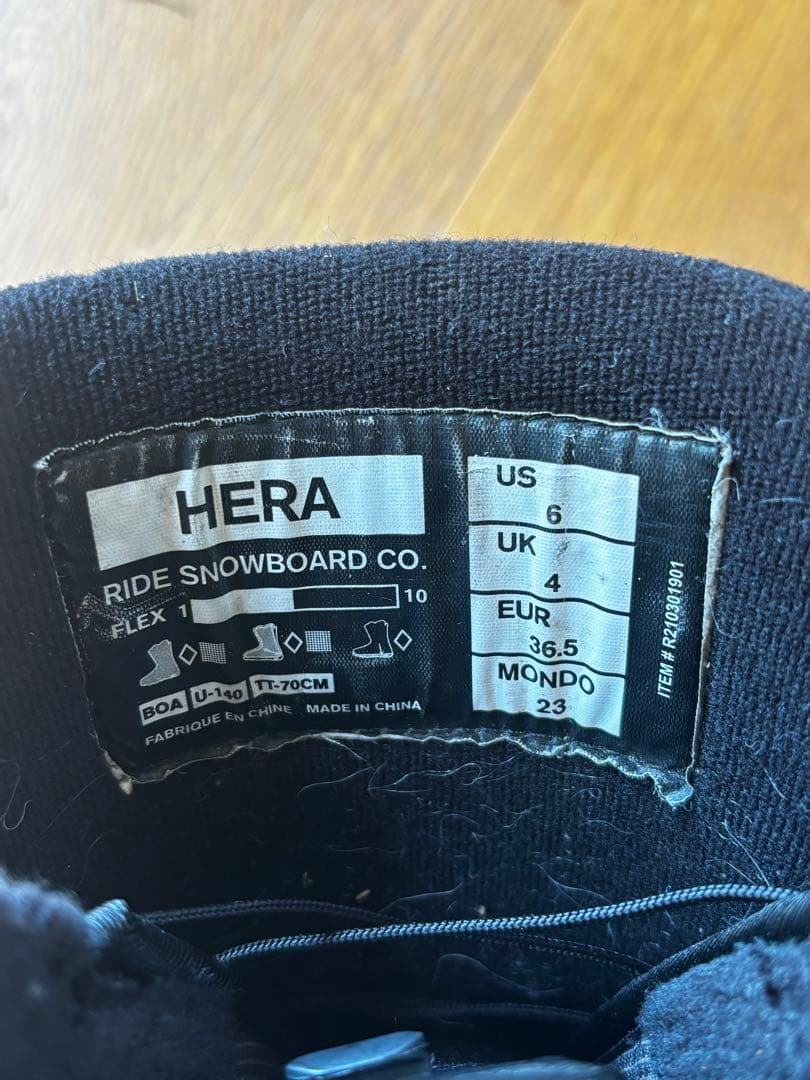 HERA
RIDE SNOWBOARD CO.
FLEX 1 10
BOA U-140 TT-70CM
FABRIQUE EN CHINE MADE IN CHINA
US
6
UK
4
EUR
36.5
MONDO
23
ITEM # R210301901